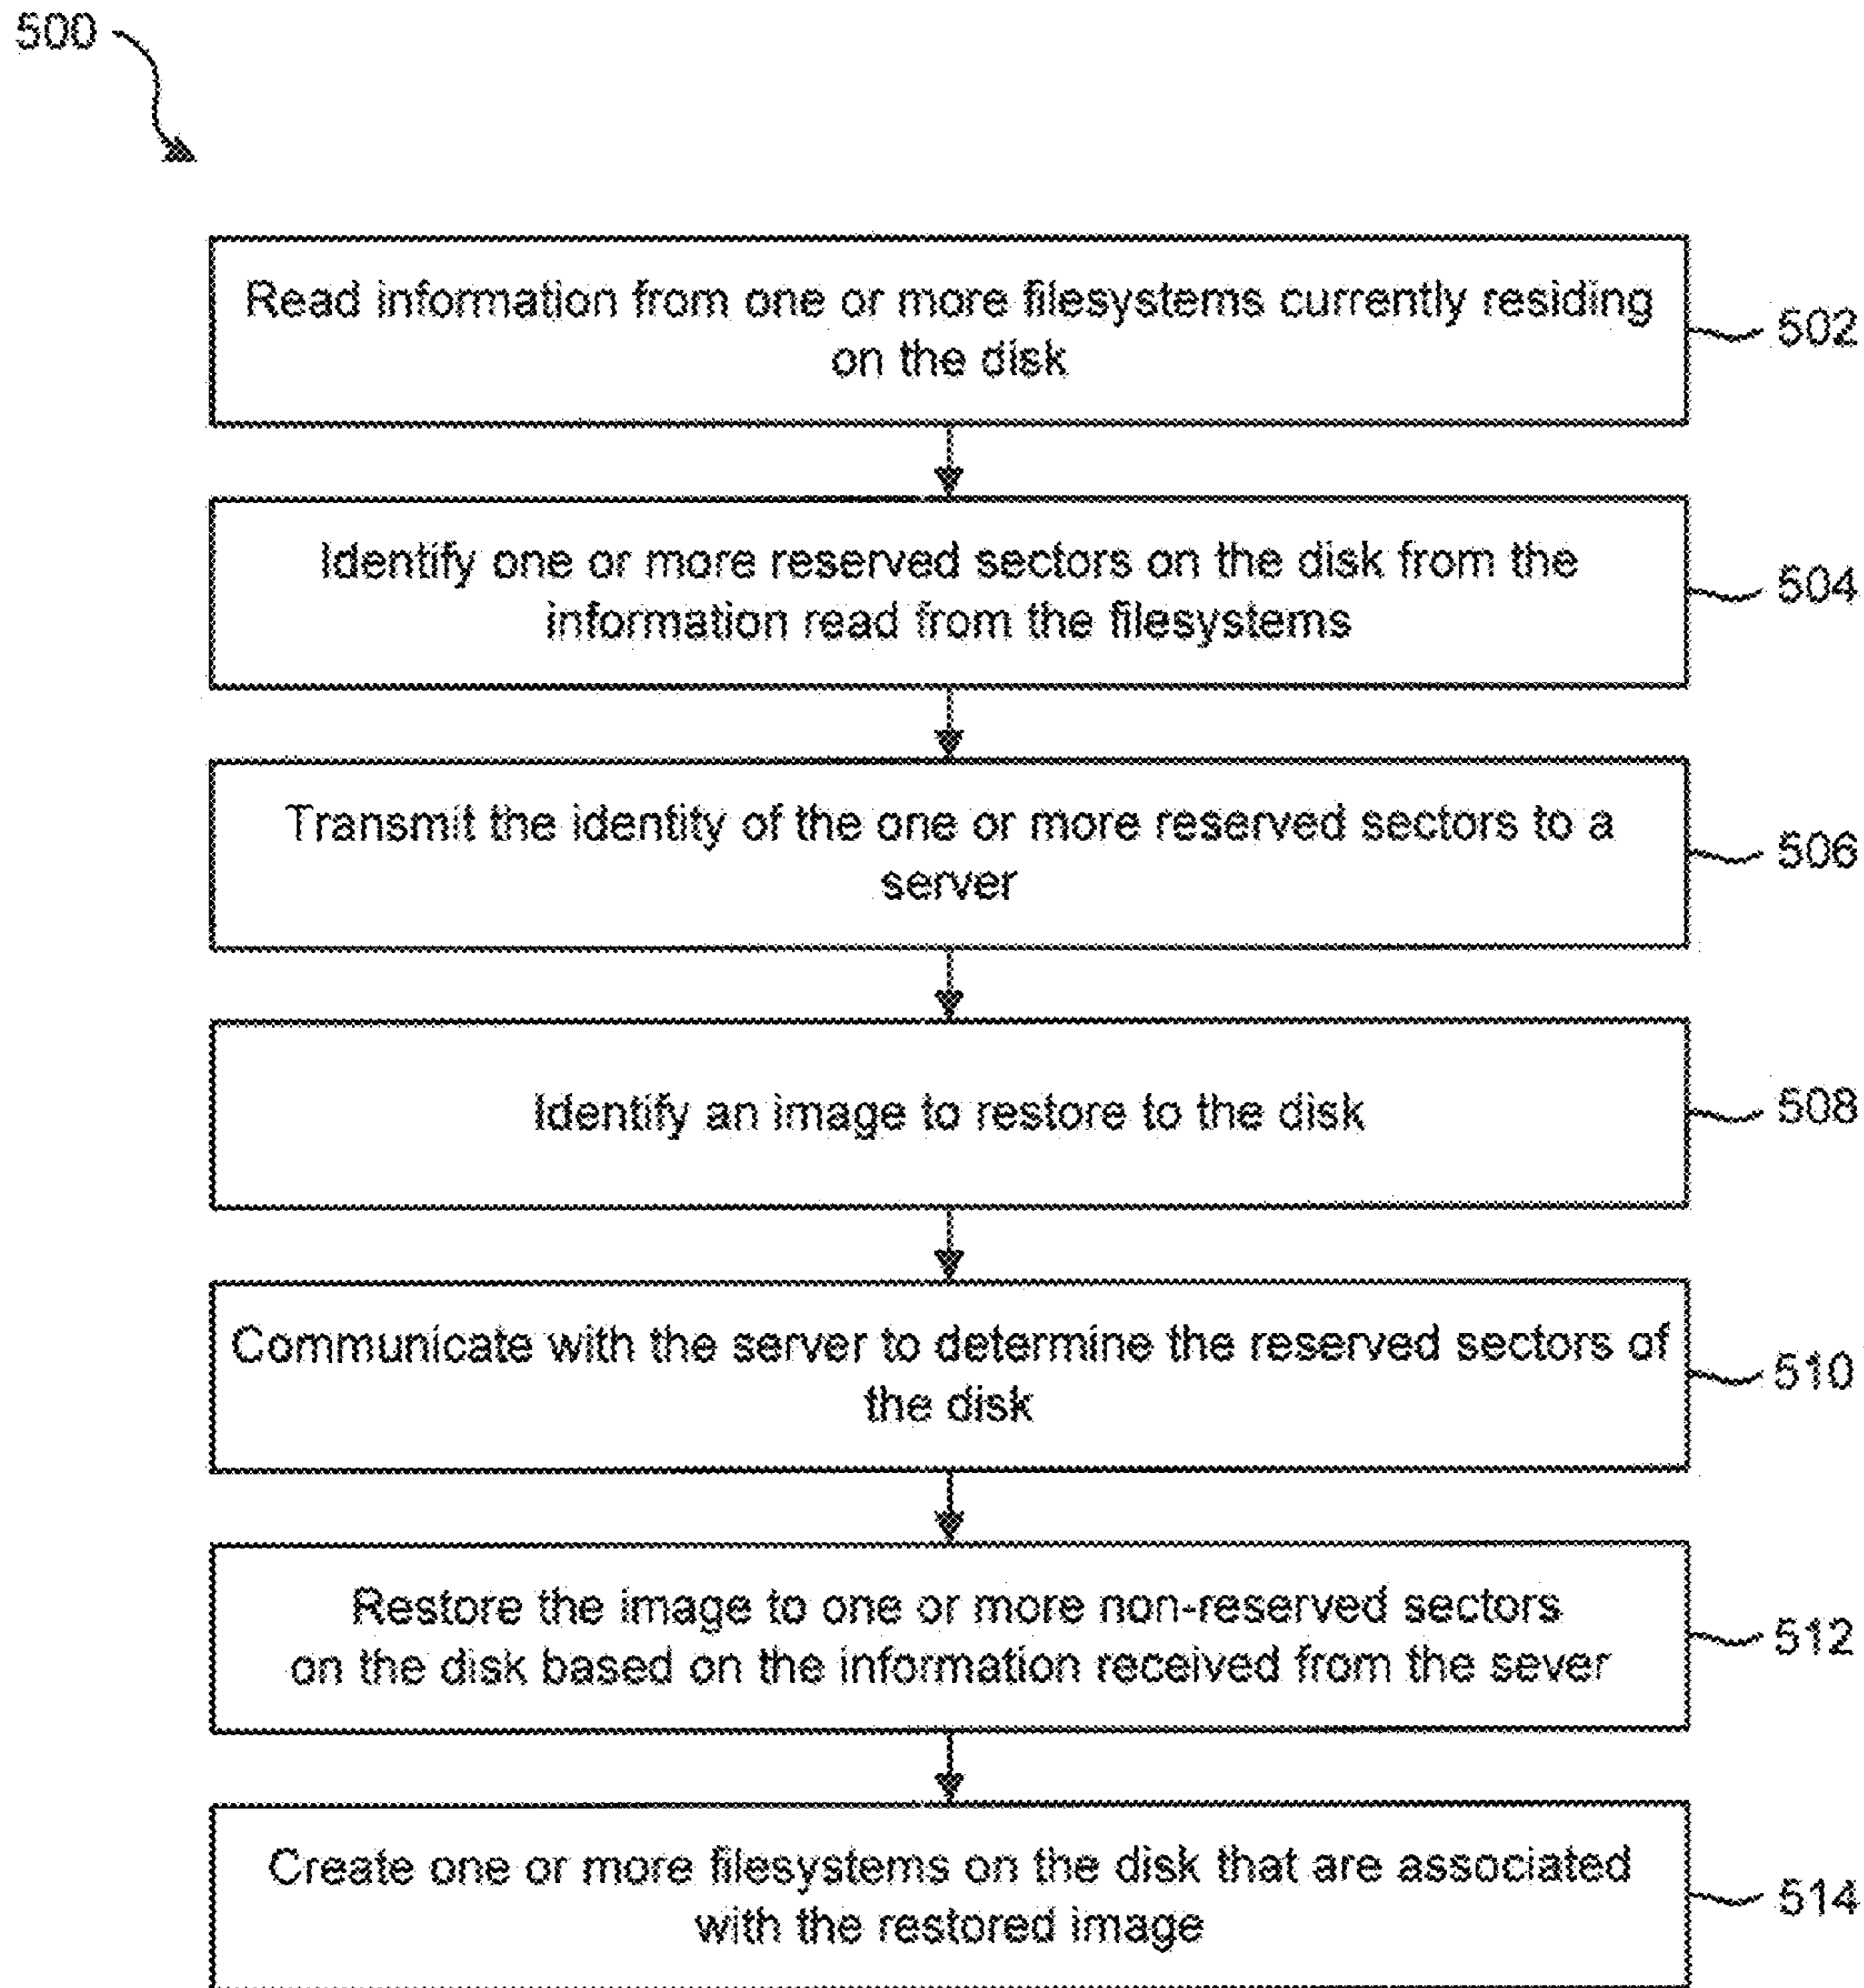 500
Read information from one or more filesystems currently residing
on the disk
502
Identify one or more reserved sectors on the disk from the
information read from the filesystems
504
Transmit the identity of the one or more reserved sectors to a
server
506
Identify an image to restore to the disk
508
Communicate with the server to determine the reserved sectors of
the disk
510
Restore the image to one or more non-reserved sectors
on the disk based on the information received from the sever
512
Create one or more filesystems on the disk that are associated
with the restored image
514